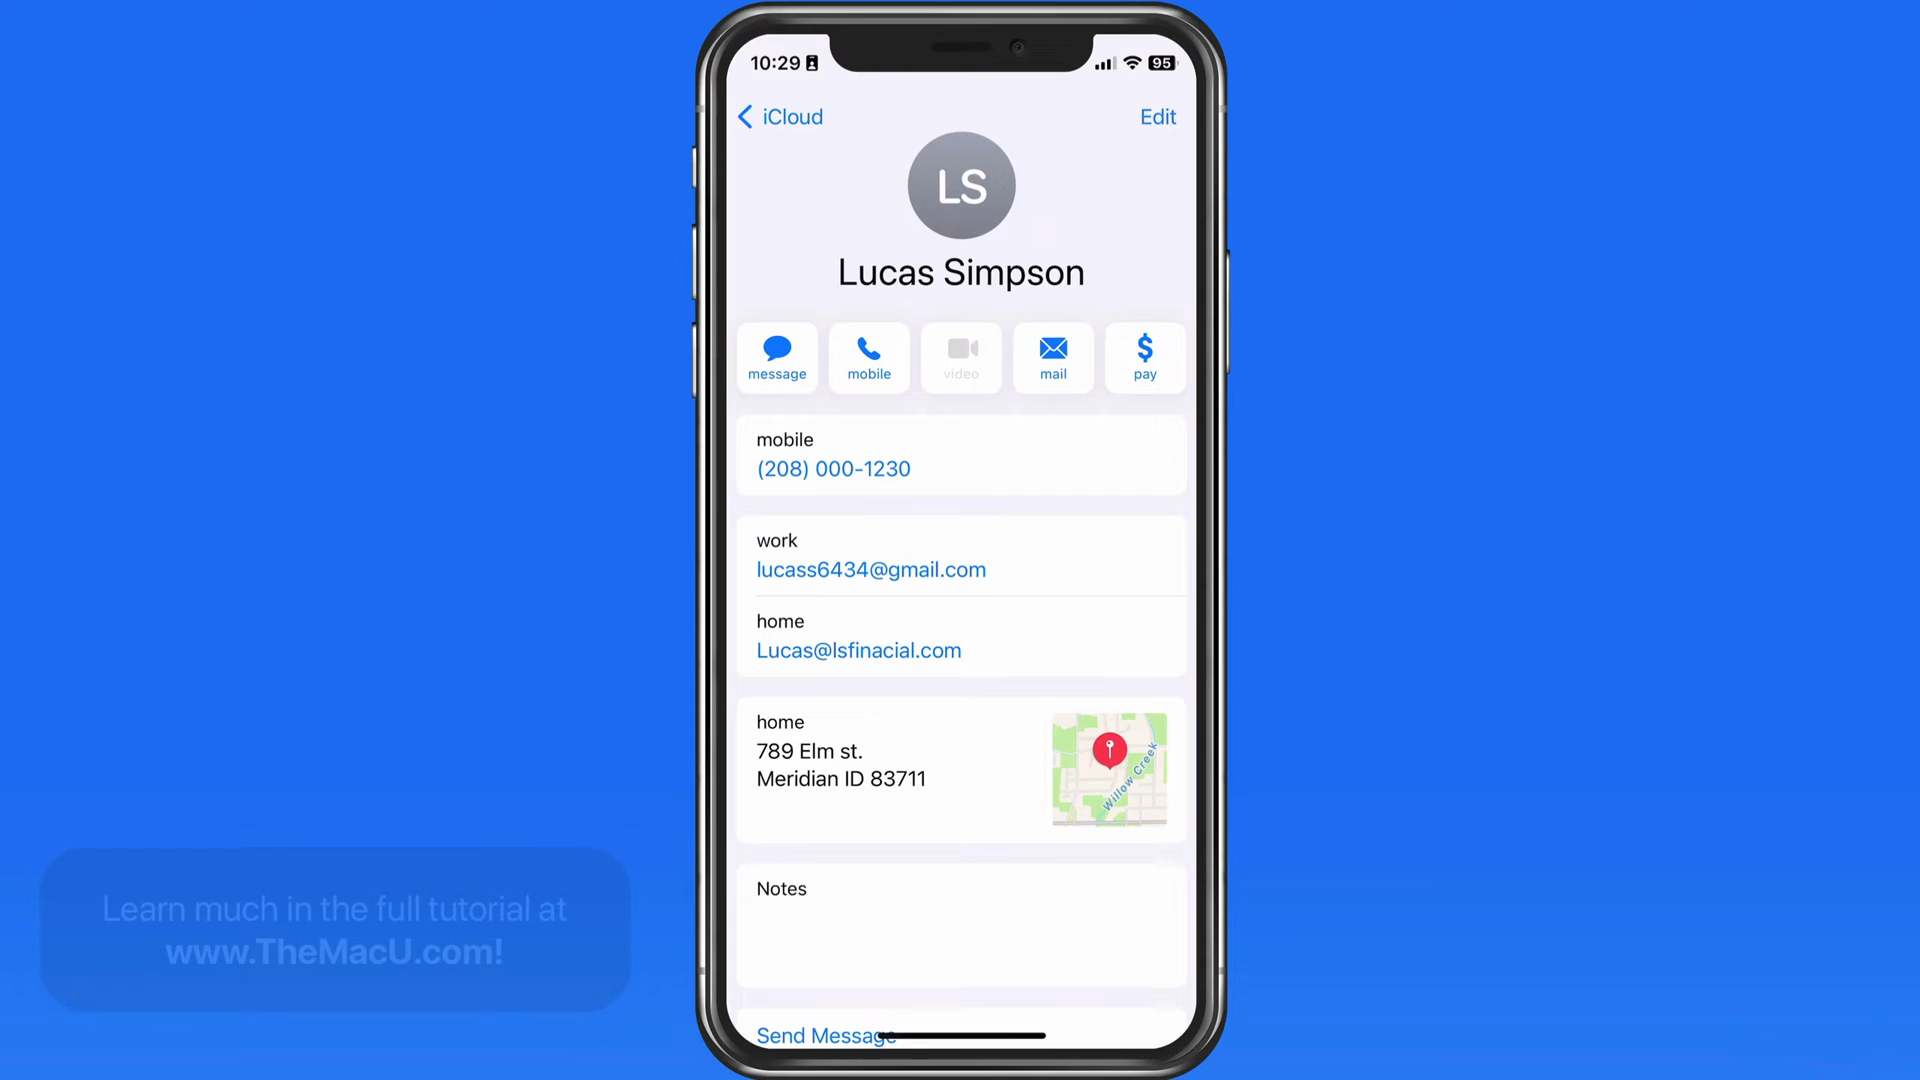 10:29
95
iCloud
Edit
LS
Lucas Simpson
message
mobile
video
mail
pay
mobile
(208) 000-1230
work
lucass6434@gmail.com
home
Lucas@lsfinacial.com
home
789 Elm st.
Meridian ID 83711
Willow Creek
Notes
Send Message
Learn much in the full tutorial at
www.TheMacU.com!